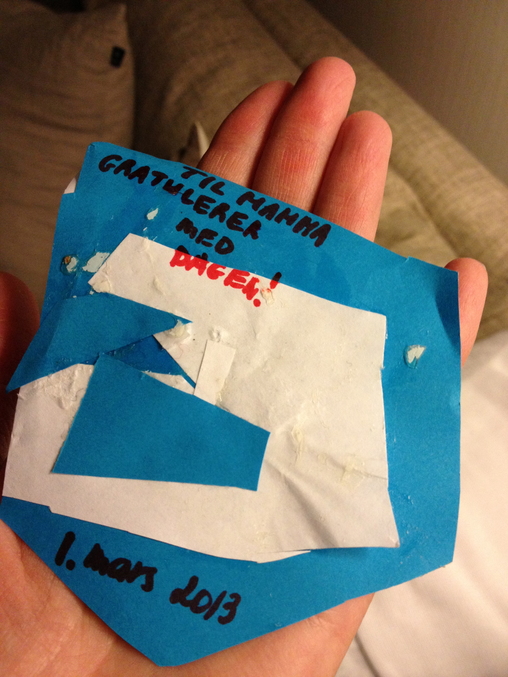 TIL MAMMA
GRATULERER
MED
DAGEN!
1. mars 2013